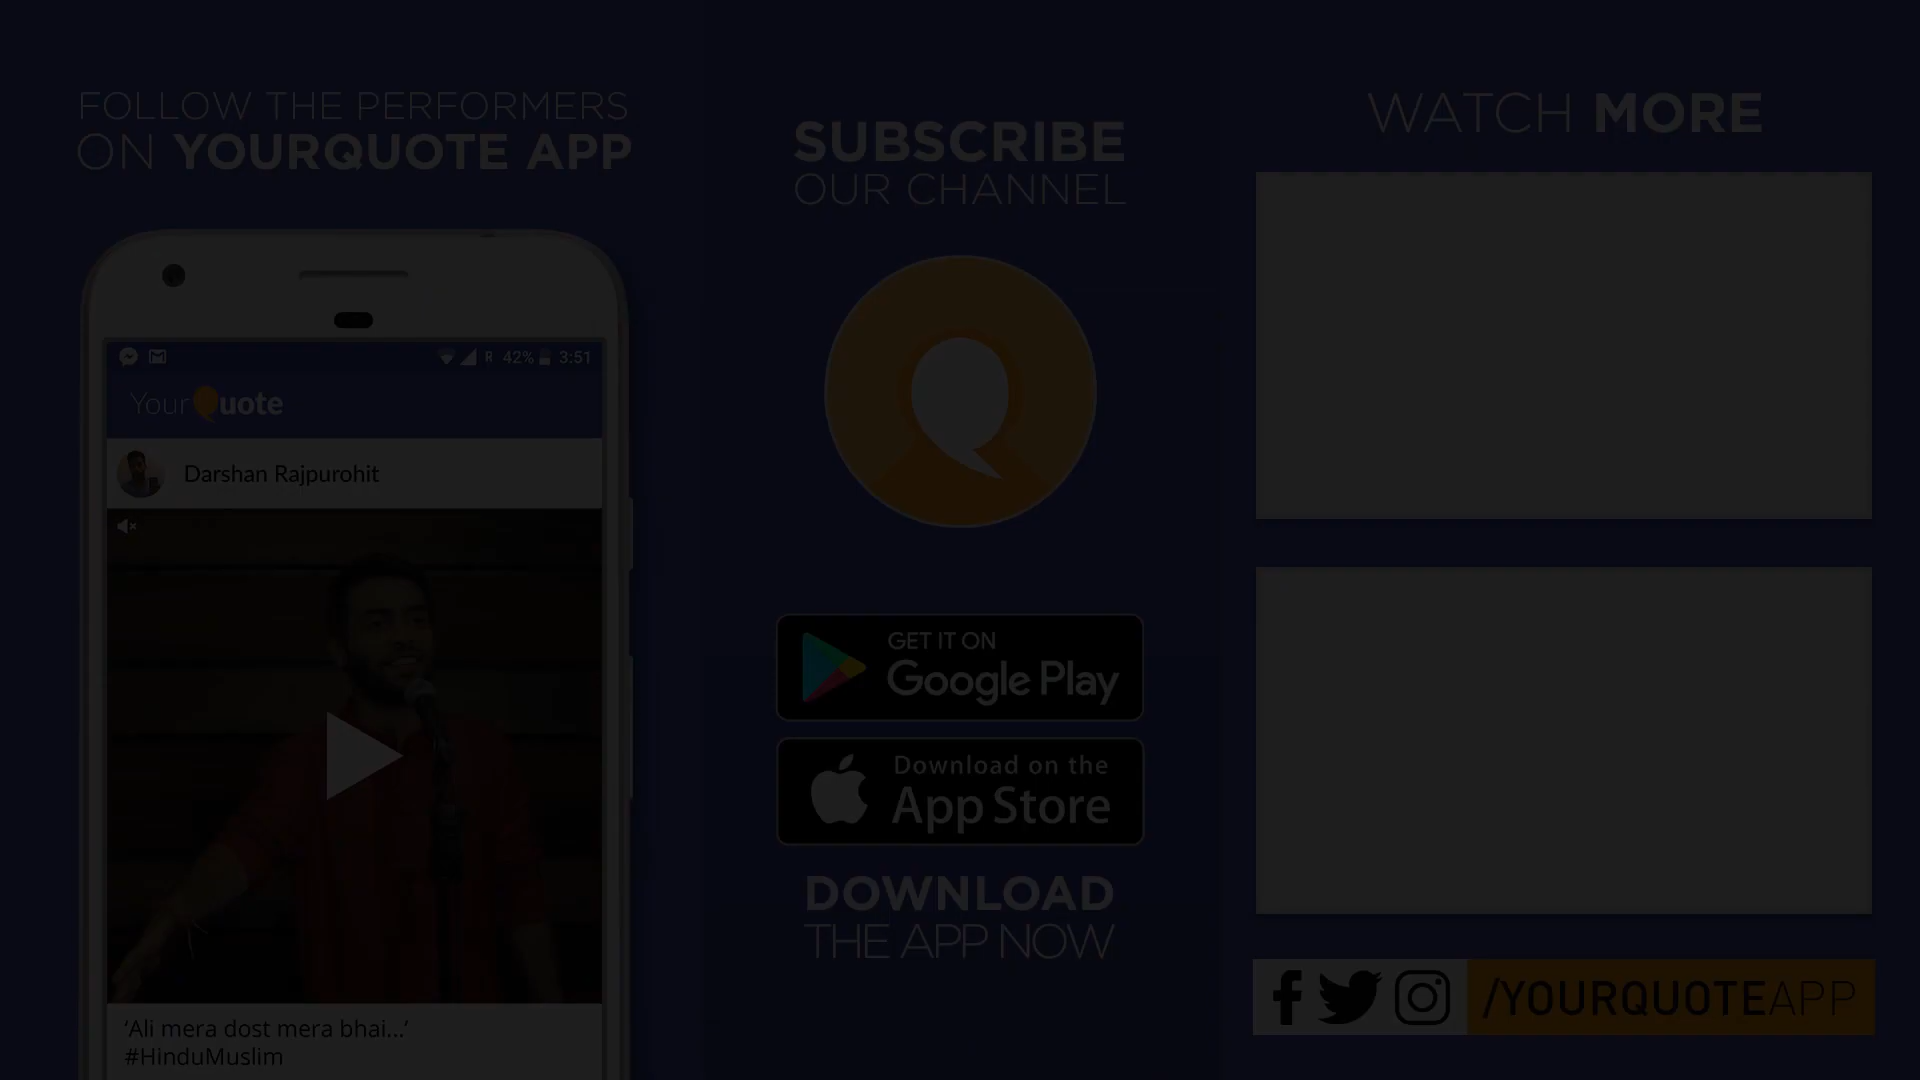 FOLLOW THE PERFORMERS
ON YOURQUOTE APP
R 42% 3:51
YourQuote
Darshan Rajpurohit
‘Ali mera dost mera bhai...’
#HinduMuslim
SUBSCRIBE
OUR CHANNEL
GET IT ON
Google Play
Download on the
App Store
DOWNLOAD
THE APP NOW
WATCH MORE
/YOURQUOTEAPP